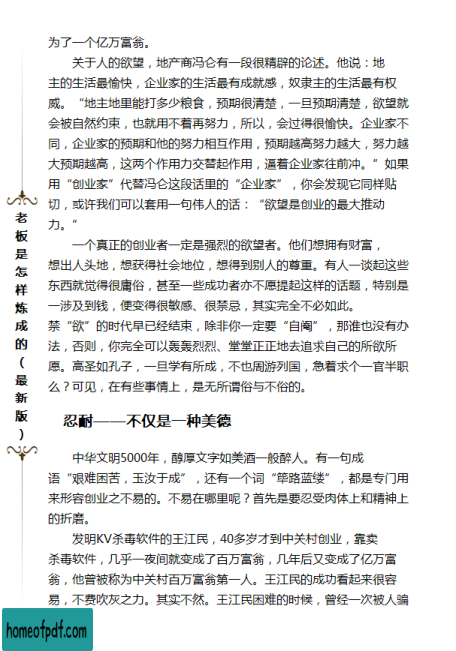 为了一个亿万富翁。
关于人的欲望，地产商冯仑有一段很精辟的论述。他说：地
主的生活最愉快，企业家的生活最有成就感，奴隶主的生活最有权
威。“地主地里能打多少粮食，预期很清楚，一旦预期清楚，欲望就
会被自然约束，也就用不着再努力，所以，会过得很愉快。企业家不
同，企业家的预期和他的努力相互作用，预期越高努力越大，努力越
大预期越高，这两个作用力交替起作用，逼着企业家往前冲。”如果
用“创业家”代替冯仑这段话里的“企业家”，你会发现它同样贴
切，或许我们可以套用一句伟人的话：“欲望是创业的最大推动
力。”
一个真正的创业者一定是强烈的欲望者。他们想拥有财富，
想出人头地，想获得社会地位，想得到别人的尊重。有人一谈起这些
东西就觉得很庸俗，甚至一些成功者亦不愿提起这样的话题，特别是
一涉及到钱，便变得很敏感、很禁忌，其实完全不必如此。
禁“欲”的时代早已经结束，除非你一定要“自阉”，那谁也没有办
法，否则，你完全可以轰轰烈烈、堂堂正正地去追求自己的所欲所
愿。高圣如孔子，一旦学有所成，不也周游列国，急着求个一官半职
么？可见，在有些事情上，是无所谓俗与不俗的。
忍耐——不仅是一种美德
中华文明5000年，醇厚文字如美酒一般醉人。有一句成
语“艰难困苦，玉汝于成”，还有一个词“筚路蓝缕”，都是专门用
来形容创业之不易的。不易在哪里呢？首先是要忍受肉体上和精神上
的折磨。
发明KV杀毒软件的王江民，40多岁才到中关村创业，靠卖
杀毒软件，几乎一夜间就变成了百万富翁，几年后又变成了亿万富
翁，他曾被称为中关村百万富翁第一人。王江民的成功看起来很容
易，不费吹灰之力。其实不然。王江民困难的时候，曾经一次被人骗
老板是怎样炼成的（最新版）
homeofpdf.com